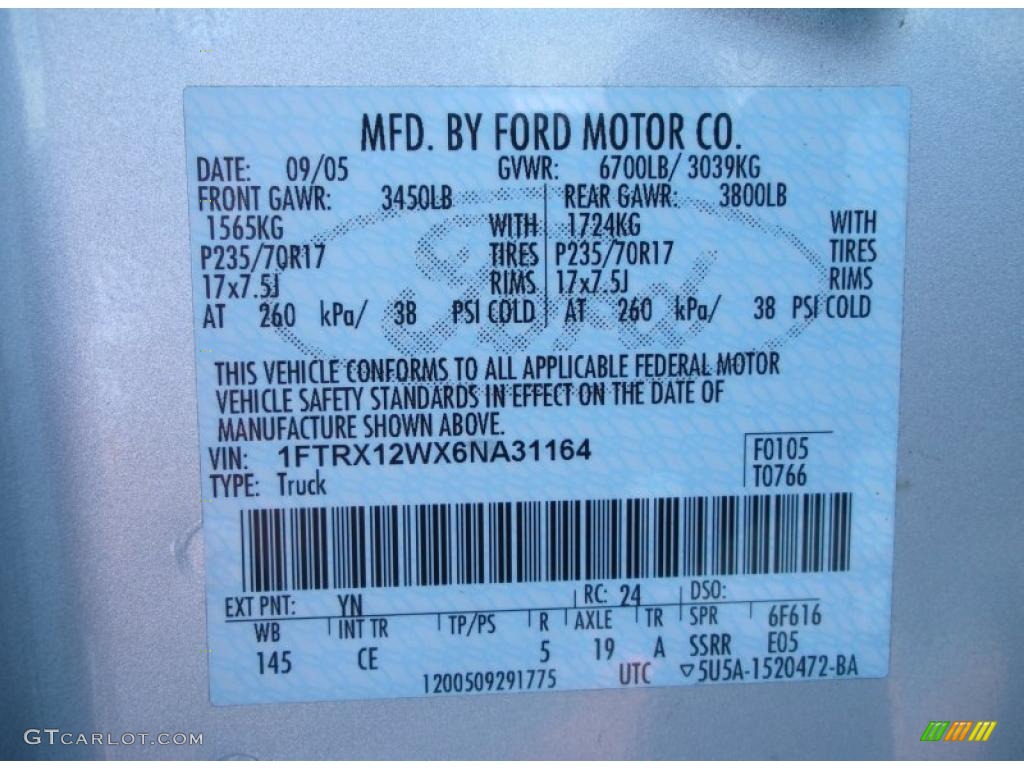 MFD. BY FORD MOTOR CO.
DATE: 09/05 GVWR: 6700LB/ 3039KG
FRONT GAWR: 3450LB REAR GAWR: 3800LB
1565KG WITH 1724KG WITH
P235/70R17 TIRES P235/70R17 TIRES
17x7.5J RIMS 17x7.5J RIMS
AT 260 kPa/ 38 PSI COLD AT 260 kPa/ 38 PSI COLD
Ford
THIS VEHICLE CONFORMS TO ALL APPLICABLE FEDERAL MOTOR
VEHICLE SAFETY STANDARDS IN EFFECT ON THE DATE OF
MANUFACTURE SHOWN ABOVE.
VIN: 1FTRX12WX6NA31164 F0105
TYPE: Truck T0766
EXT PNT: YN RC: 24 DSO:
WB INT TR TP/PS R AXLE TR SPR 6F616
145 CE 5 19 A SSRR E05
1200509291775 UTC ▽5U5A-1520472-BA
GTCARLOT.COM